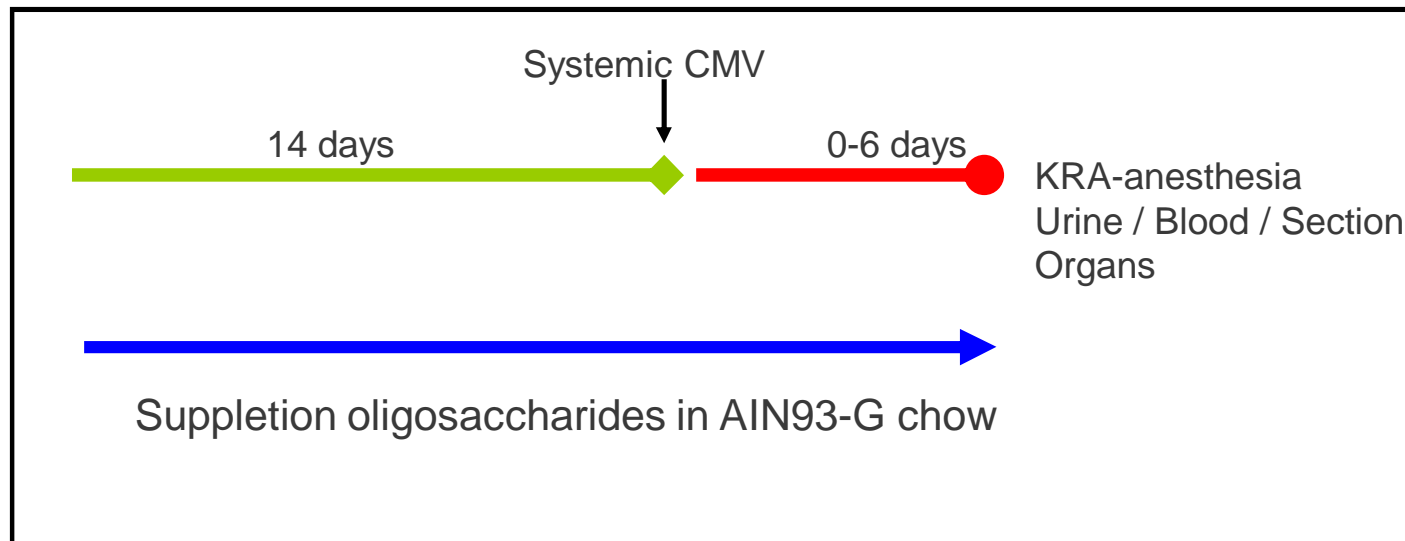 Systemic CMV
14 days
0-6 days
KRA-anesthesia
Urine / Blood / Section
Organs
Suppletion oligosaccharides in AIN93-G chow